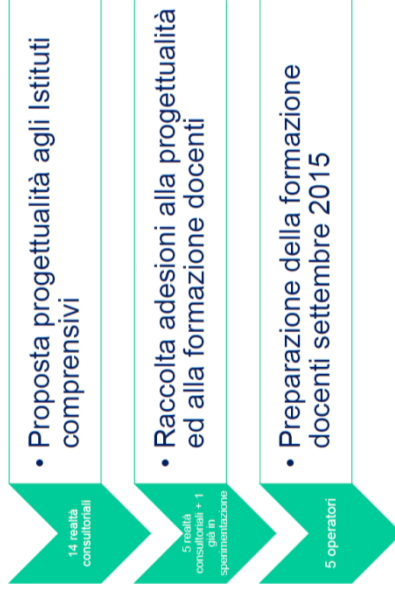 14 realtà
consultoriali
• Proposta progettualità agli Istituti
comprensivi
5 realtà
consultoriali + 1
già in
sperimentazione
• Raccolta adesioni alla progettualità
ed alla formazione docenti
5 operatori
• Preparazione della formazione
docenti settembre 2015